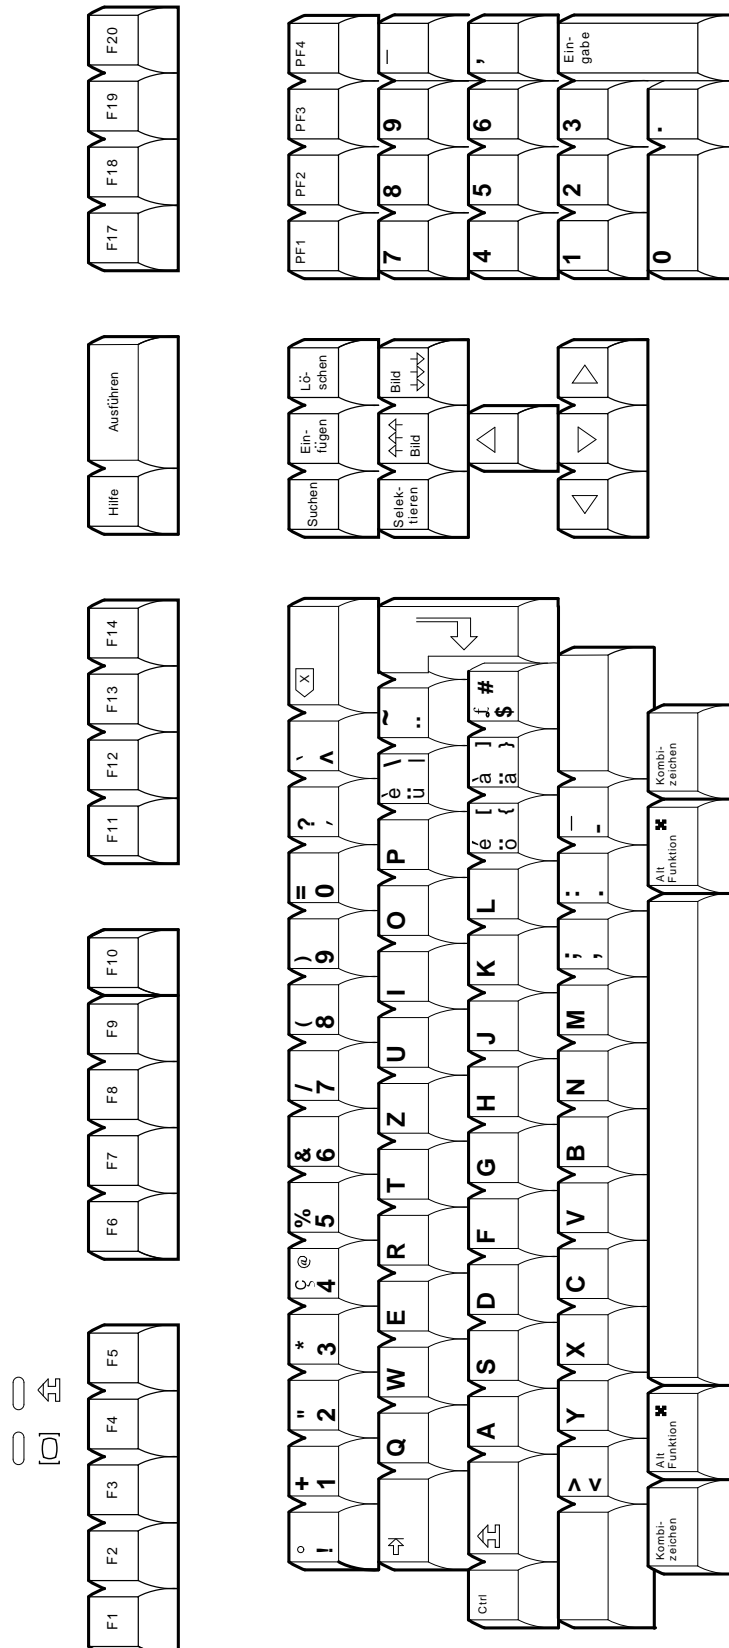 F1 F2 F3 F4 F5 F6 F7 F8 F9 F10 F11 F12 F13 F14 Hilfe Ausführen F17 F18 F19 F20
° + " * Ç @ % & / ( ) = ? `
! 1 2 3 4 5 6 7 8 9 0 ' ^ X
Suchen
Ein-
fügen
Lö-
schen
PF1 PF2 PF3 PF4
Q W E R T Z U I O P
è \
ü |
~
¨
Selek-
tieren
Bild
Bild
7 8 9 –
Ctrl A S D F G H J K L
é [
ö {
à ]
ä }
£ #
$
4 5 6 ,
>
<
Y X C V B N M
;
,
:
.
_
-
1 2 3
Ein-
gabe
Kombi-
zeichen
Alt
Funktion
Alt
Funktion
Kombi-
zeichen
0 .